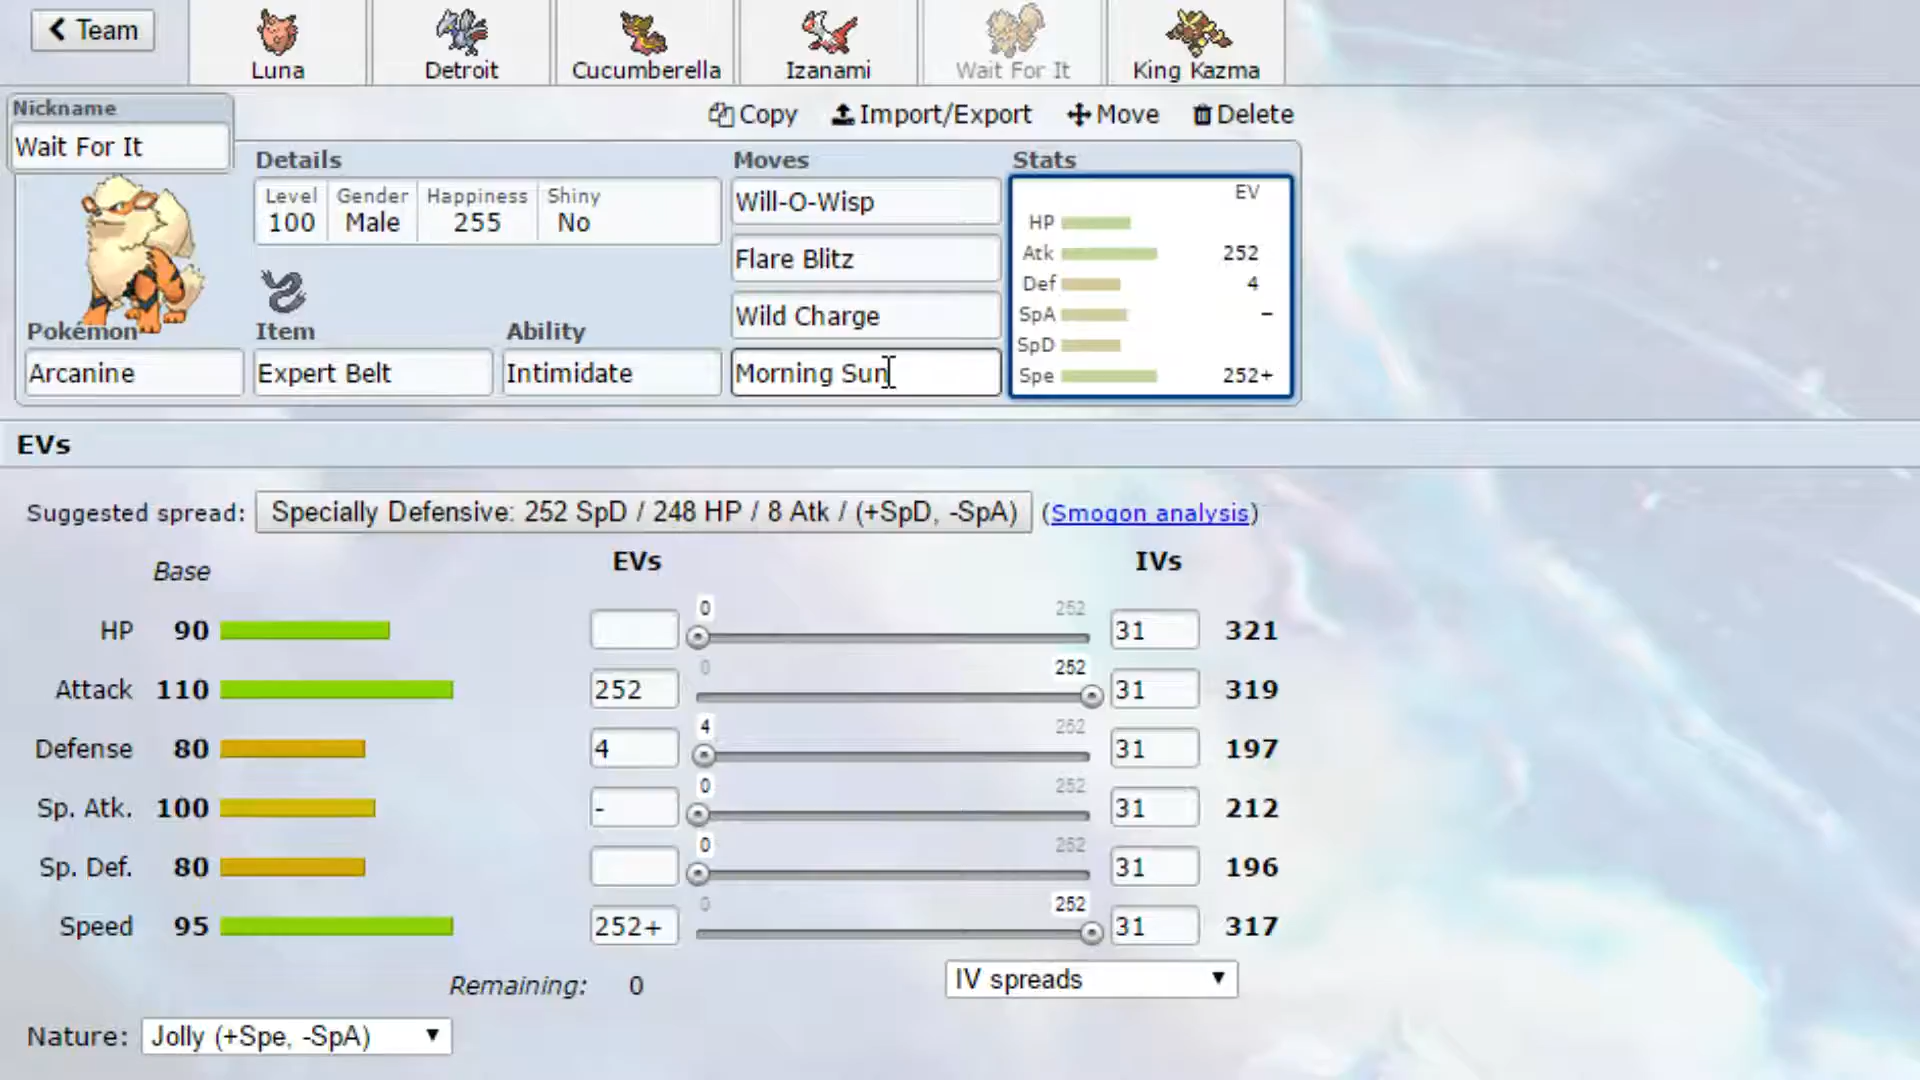 Team
Luna
Detroit
Cucumberella
Izanami
Wait For It
King Kazma
Nickname
Wait For It
Copy
Import/Export
Move
Delete
Details
Level
Gender
Happiness
Shiny
100
Male
255
No
Pokémon
Arcanine
Item
Expert Belt
Ability
Intimidate
Moves
Will-O-Wisp
Flare Blitz
Wild Charge
Morning Sun
Stats
EV
HP
Atk 252
Def 4
SpA –
SpD
Spe 252+
EVs
Suggested spread: Specially Defensive: 252 SpD / 248 HP / 8 Atk / (+SpD, -SpA) (Smogon analysis)
Base EVs IVs
0 252
HP 90 31 321
0 252
Attack 110 252 31 319
4 252
Defense 80 4 31 197
0 252
Sp. Atk. 100 - 31 212
0 252
Sp. Def. 80 31 196
0 252
Speed 95 252+ 31 317
Remaining: 0
IV spreads
Nature: Jolly (+Spe, -SpA)